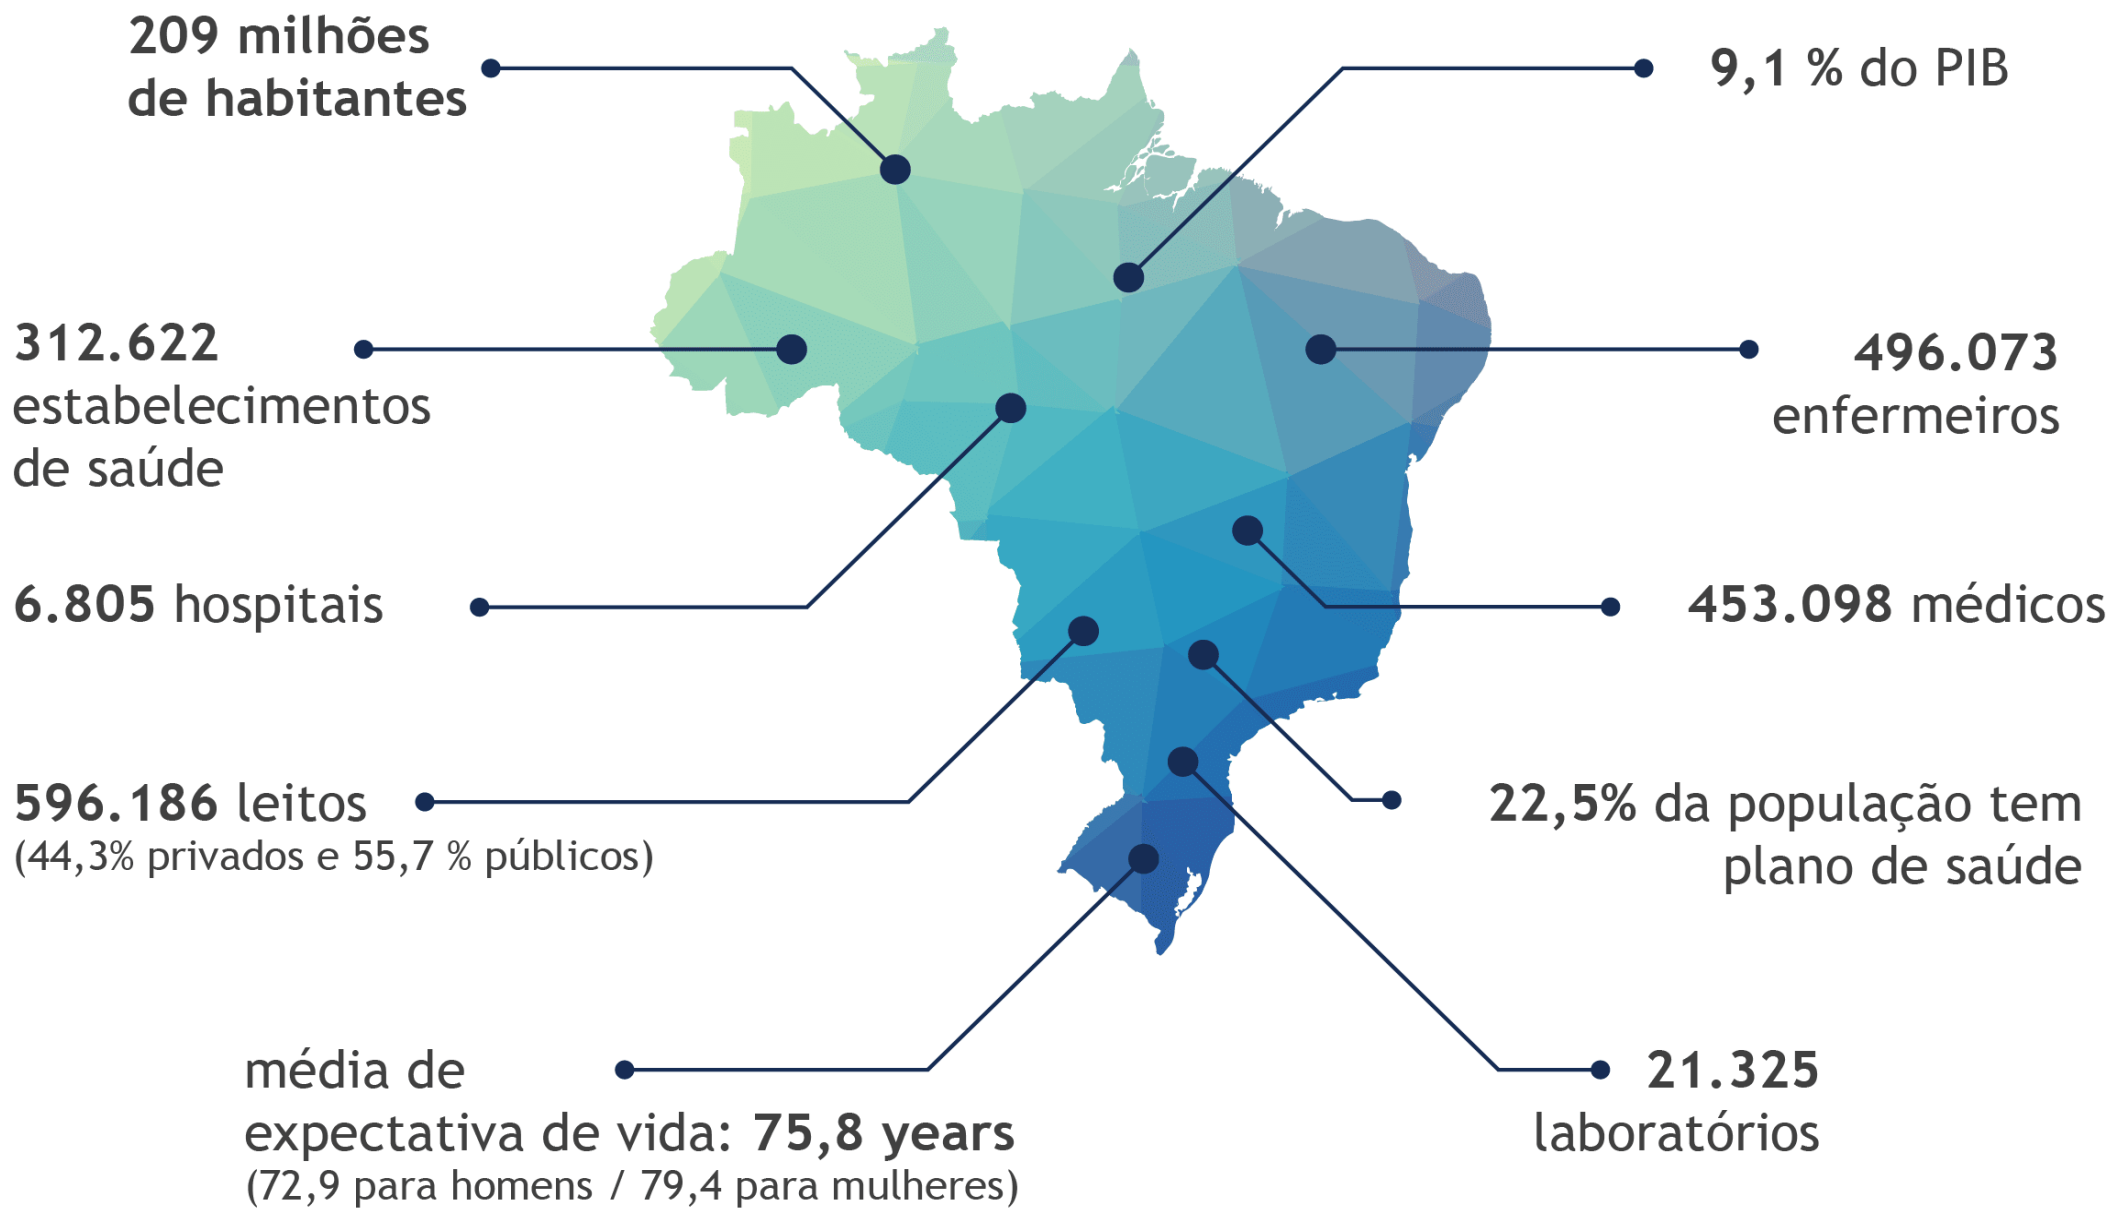 209 milhões
de habitantes
9,1 % do PIB
312.622
estabelecimentos
de saúde
496.073
enfermeiros
6.805 hospitais
453.098 médicos
596.186 leitos
(44,3% privados e 55,7 % públicos)
22,5% da população tem
plano de saúde
média de
expectativa de vida: 75,8 years
(72,9 para homens / 79,4 para mulheres)
21.325
laboratórios